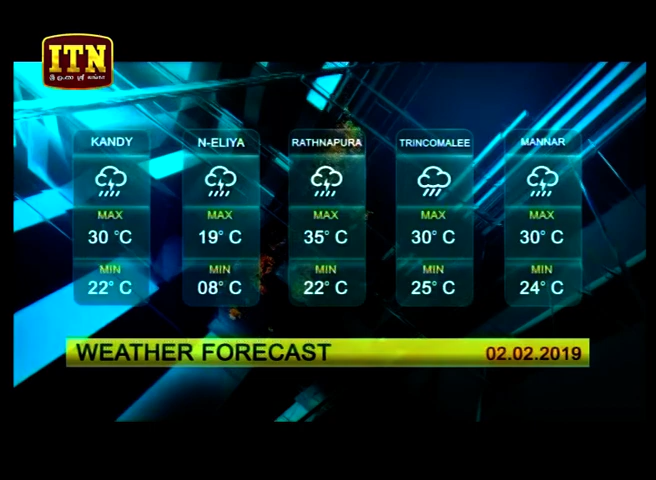 ITN
KANDY
MAX
30 °C
MIN
22° C
N-ELIYA
MAX
19° C
MIN
08° C
RATHNAPURA
MAX
35° C
MIN
22° C
TRINCOMALEE
MAX
30° C
MIN
25° C
MANNAR
MAX
30° C
MIN
24° C
WEATHER FORECAST
02.02.2019